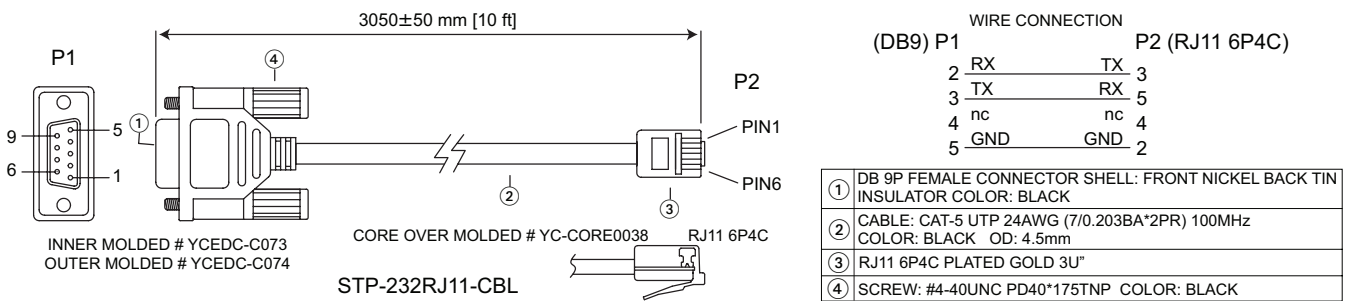 3050±50 mm [10 ft]
P1
4
P2
1
9
5
6
1
PIN1
PIN6
2
3
INNER MOLDED # YCEDC-C073
OUTER MOLDED # YCEDC-C074
CORE OVER MOLDED # YC-CORE0038
RJ11 6P4C
STP-232RJ11-CBL
WIRE CONNECTION
(DB9) P1 P2 (RJ11 6P4C)
2 RX TX 3
3 TX RX 5
4 nc nc 4
5 GND GND 2
1 DB 9P FEMALE CONNECTOR SHELL: FRONT NICKEL BACK TIN
INSULATOR COLOR: BLACK
2 CABLE: CAT-5 UTP 24AWG (7/0.203BA*2PR) 100MHz
COLOR: BLACK OD: 4.5mm
3 RJ11 6P4C PLATED GOLD 3U”
4 SCREW: #4-40UNC PD40*175TNP COLOR: BLACK